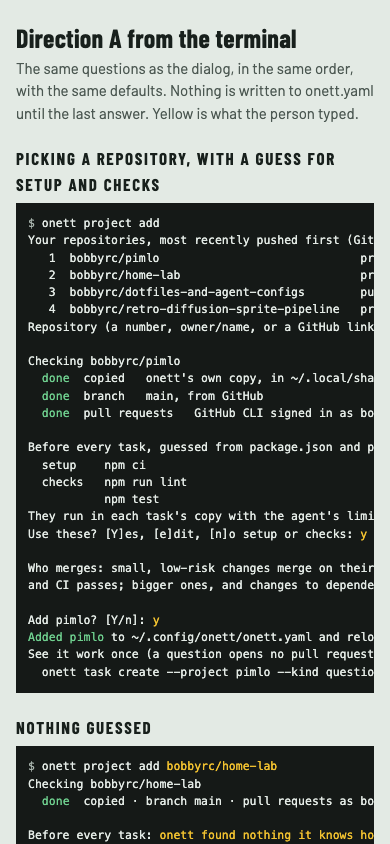 Direction A from the terminal
The same questions as the dialog, in the same order,
with the same defaults. Nothing is written to onett.yaml
until the last answer. Yellow is what the person typed.
PICKING A REPOSITORY, WITH A GUESS FOR
SETUP AND CHECKS
$ onett project add
Your repositories, most recently pushed first (Git
1 bobbyrc/pimlo pr
2 bobbyrc/home-lab pr
3 bobbyrc/dotfiles-and-agent-configs pu
4 bobbyrc/retro-diffusion-sprite-pipeline pr
Repository (a number, owner/name, or a GitHub link
Checking bobbyrc/pimlo
done copied onett's own copy, in ~/.local/sha
done branch main, from GitHub
done pull requests GitHub CLI signed in as bo
Before every task, guessed from package.json and p
setup npm ci
checks npm run lint
npm test
They run in each task's copy with the agent's limi
Use these? [Y]es, [e]dit, [n]o setup or checks: y
Who merges: small, low-risk changes merge on their
and CI passes; bigger ones, and changes to depende
Add pimlo? [Y/n]: y
Added pimlo to ~/.config/onett/onett.yaml and relo
See it work once (a question opens no pull request
onett task create --project pimlo --kind questio
NOTHING GUESSED
$ onett project add bobbyrc/home-lab
Checking bobbyrc/home-lab
done copied · branch main · pull requests as bo
Before every task: onett found nothing it knows ho